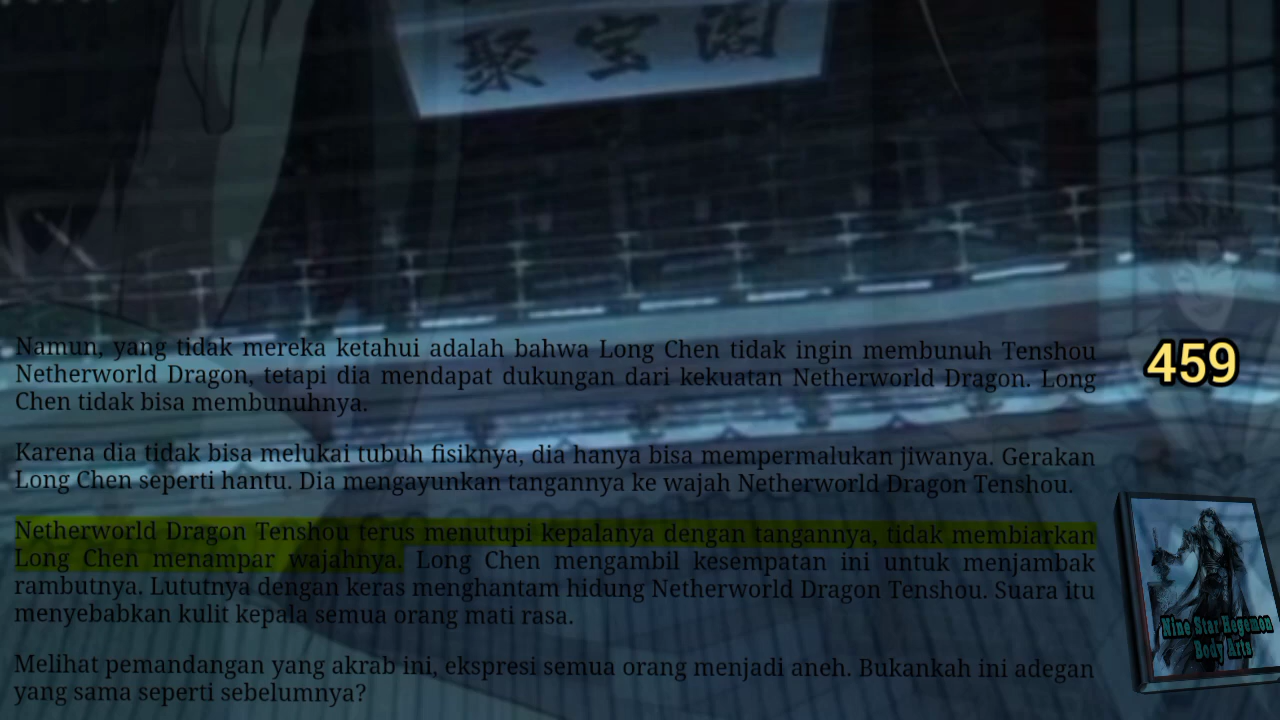 聚宝阁
Namun, yang tidak mereka ketahui adalah bahwa Long Chen tidak ingin membunuh Tenshou
Netherworld Dragon, tetapi dia mendapat dukungan dari kekuatan Netherworld Dragon. Long
Chen tidak bisa membunuhnya.
459
Karena dia tidak bisa melukai tubuh fisiknya, dia hanya bisa mempermalukan jiwanya. Gerakan
Long Chen seperti hantu. Dia mengayunkan tangannya ke wajah Netherworld Dragon Tenshou.
Netherworld Dragon Tenshou terus menutupi kepalanya dengan tangannya, tidak membiarkan
Long Chen menampar wajahnya. Long Chen mengambil kesempatan ini untuk menjambak
rambutnya. Lututnya dengan keras menghantam hidung Netherworld Dragon Tenshou. Suara itu
menyebabkan kulit kepala semua orang mati rasa.
Melihat pemandangan yang akrab ini, ekspresi semua orang menjadi aneh. Bukankah ini adegan
yang sama seperti sebelumnya?
Nine Star Hegemon
Body Arts